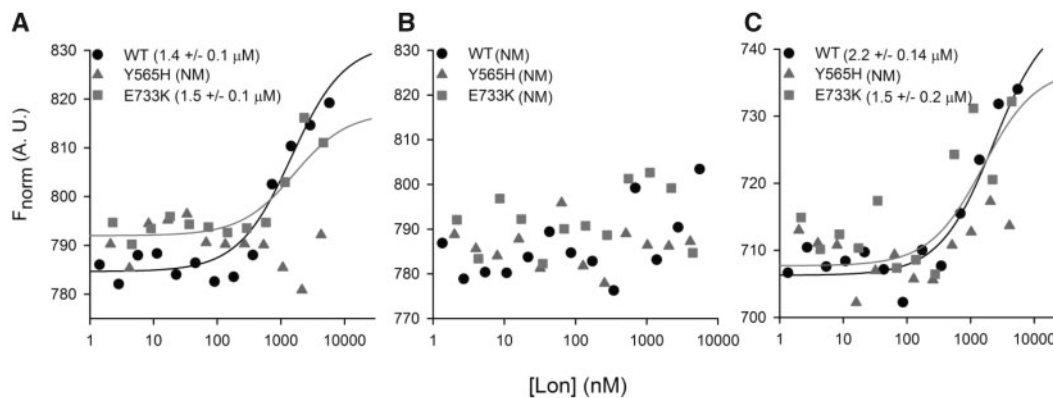 A
WT (1.4 +/- 0.1 µM)
Y565H (NM)
E733K (1.5 +/- 0.1 µM)
830
820
810
800
790
780
F norm (A. U.)
1 10 100 1000 10000
B
WT (NM)
Y565H (NM)
E733K (NM)
830
820
810
800
790
780
770
1 10 100 1000 10000
[Lon] (nM)
C
WT (2.2 +/- 0.14 µM)
Y565H (NM)
E733K (1.5 +/- 0.2 µM)
740
730
720
710
700
1 10 100 1000 10000